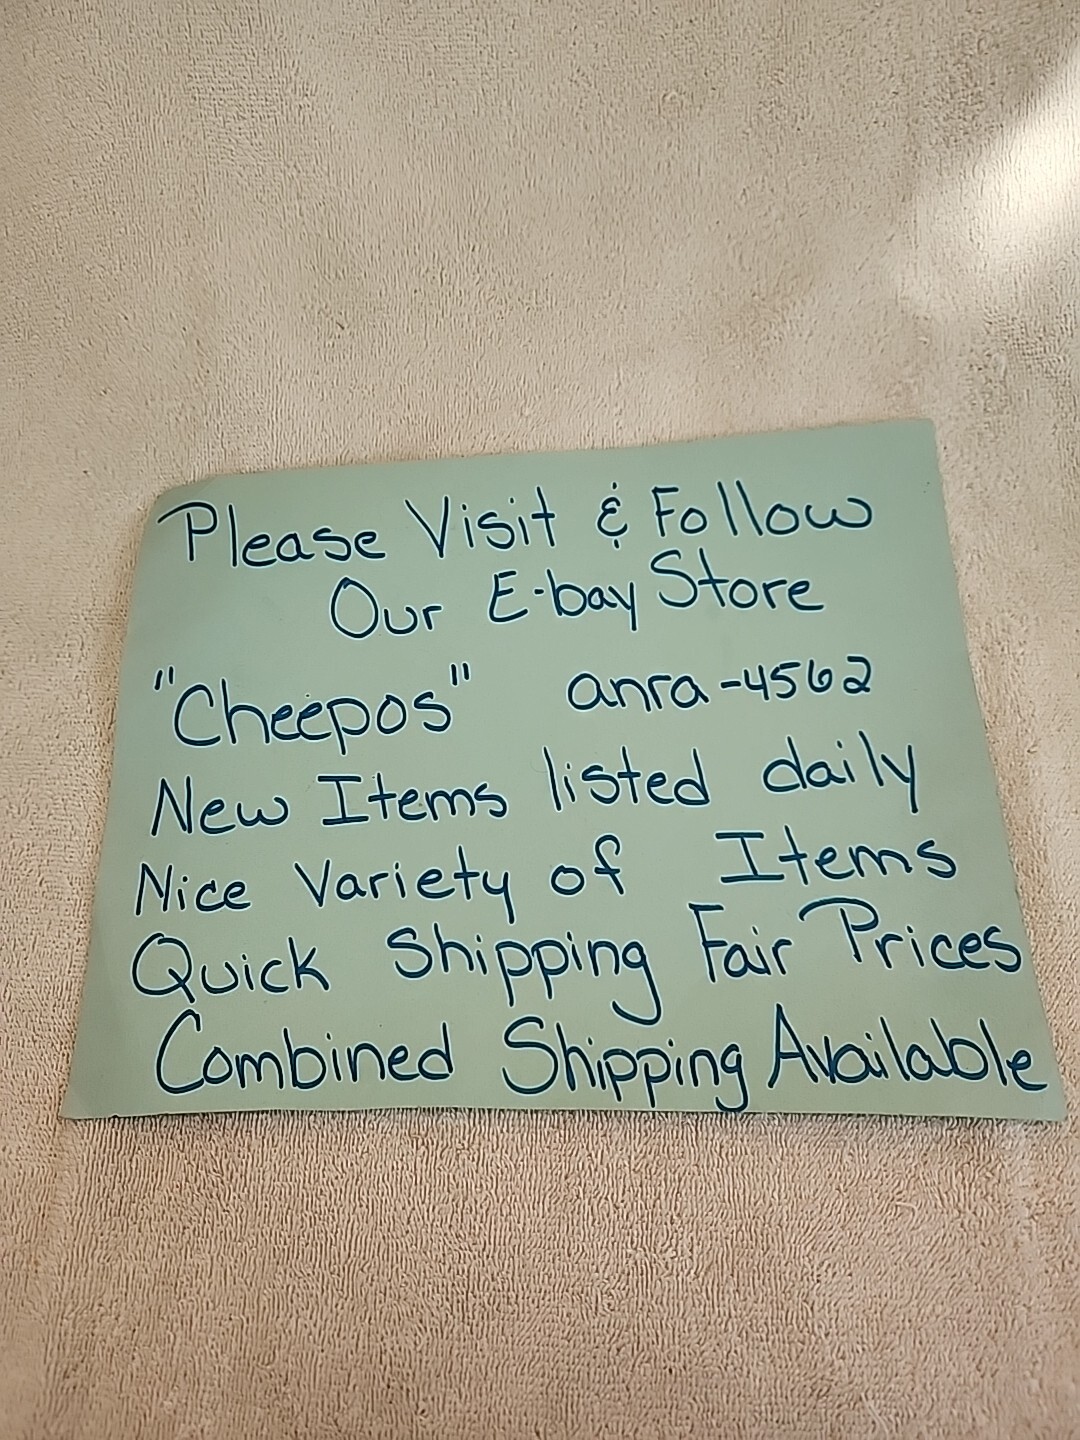 Please Visit & Follow
Our E-bay Store
"Cheepos" anra-4562
New Items listed daily
Nice Variety of Items
Quick Shipping Fair Prices
Combined Shipping Available